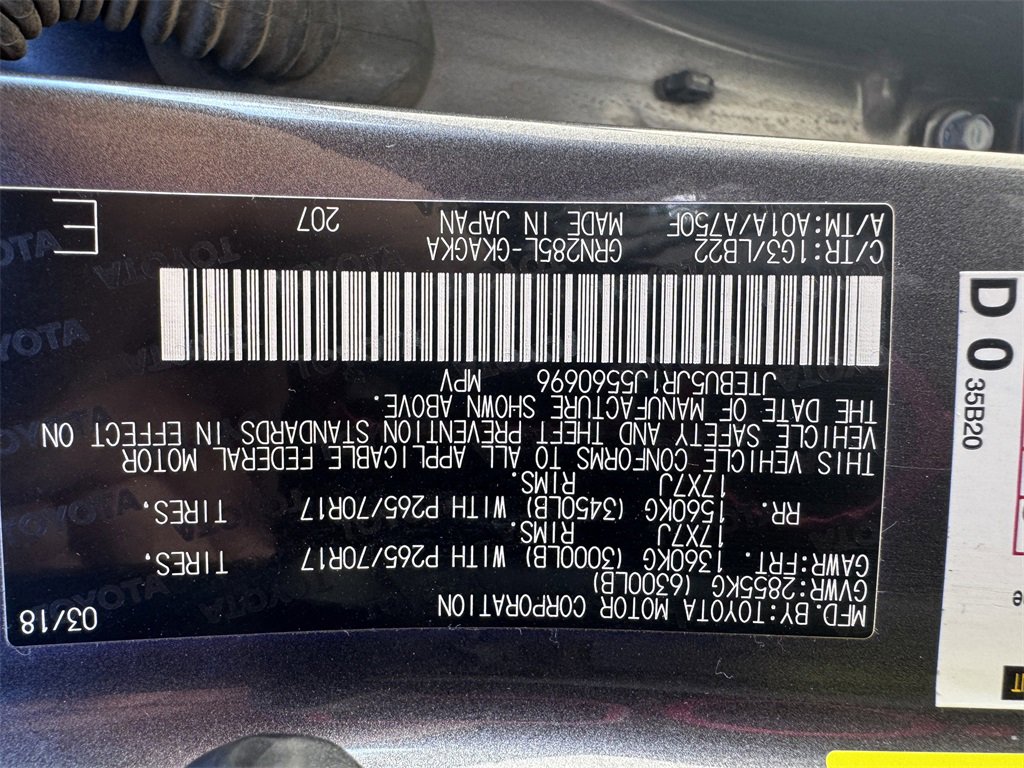 MFD.BY:TOYOTA MOTOR CORPORATION 03/18
GVWR:2855KG (6300LB)
GAWR:FRT. 1360KG (3000LB) WITH P265/70R17 TIRES.
17X7J RIMS.
RR. 1560KG (3450LB) WITH P265/70R17 TIRES.
17X7J RIMS.
THIS VEHICLE CONFORMS TO ALL APPLICABLE FEDERAL MOTOR
VEHICLE SAFETY AND THEFT PREVENTION STANDARDS IN EFFECT ON
THE DATE OF MANUFACTURE SHOWN ABOVE.
JTEBU5JR1J5560696 MPV
C/TR:1G3/LB22 GRN285L-GKAGKA
A/TM:A01A/A750F MADE IN JAPAN 207
E
D 0
35B20
TOYOTA